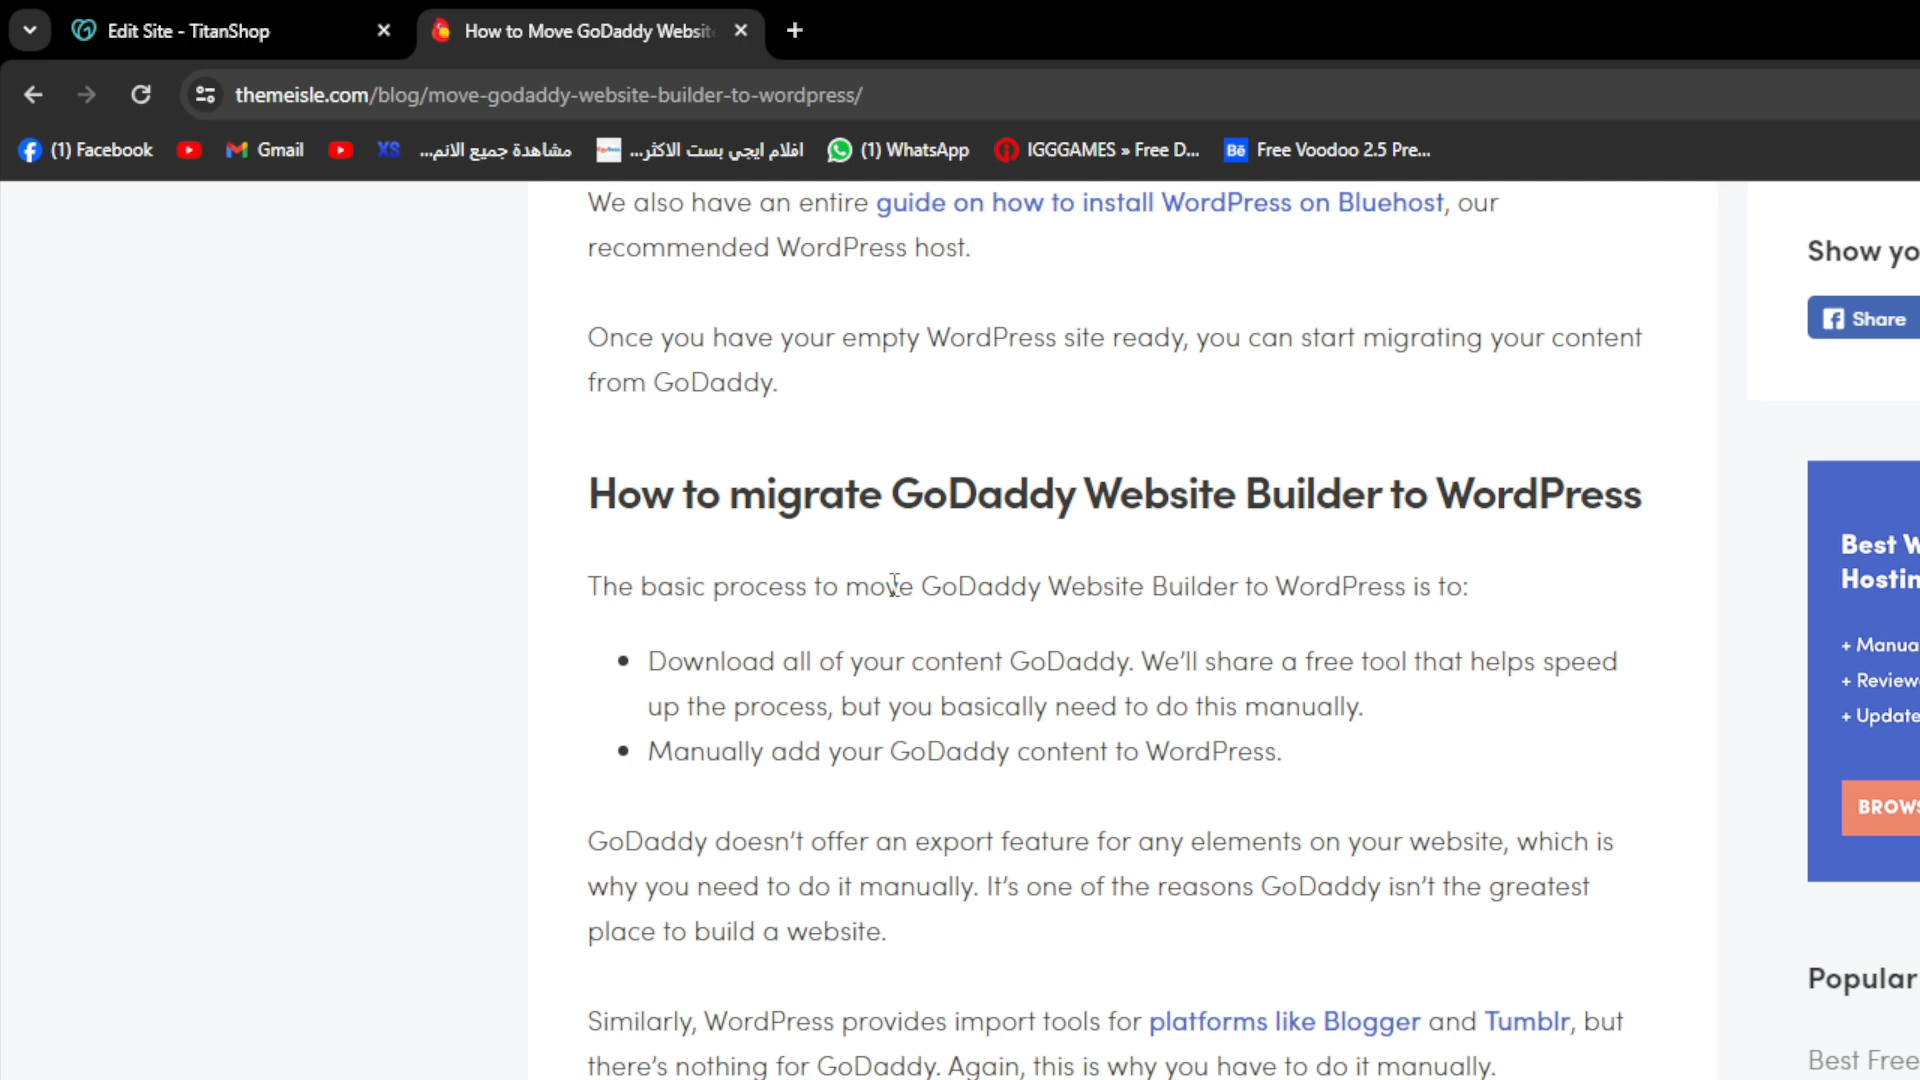 Edit Site - TitanShop
How to Move GoDaddy Websit
themeisle.com/blog/move-godaddy-website-builder-to-wordpress/
(1) Facebook
Gmail
XS
مشاهدة جميع الانم...
افلام ايجي بست الاكثر...
(1) WhatsApp
IGGGAMES » Free D...
Bē Free Voodoo 2.5 Pre...
We also have an entire guide on how to install WordPress on Bluehost, our
recommended WordPress host.
Once you have your empty WordPress site ready, you can start migrating your content
from GoDaddy.
How to migrate GoDaddy Website Builder to WordPress
The basic process to move GoDaddy Website Builder to WordPress is to:
• Download all of your content GoDaddy. We’ll share a free tool that helps speed
up the process, but you basically need to do this manually.
• Manually add your GoDaddy content to WordPress.
GoDaddy doesn’t offer an export feature for any elements on your website, which is
why you need to do it manually. It’s one of the reasons GoDaddy isn’t the greatest
place to build a website.
Similarly, WordPress provides import tools for platforms like Blogger and Tumblr, but
there’s nothing for GoDaddy. Again, this is why you have to do it manually.
Show yo
Share
Best W
Hostin
+ Manua
+ Review
+ Update
BROWS
Popular
Best Free